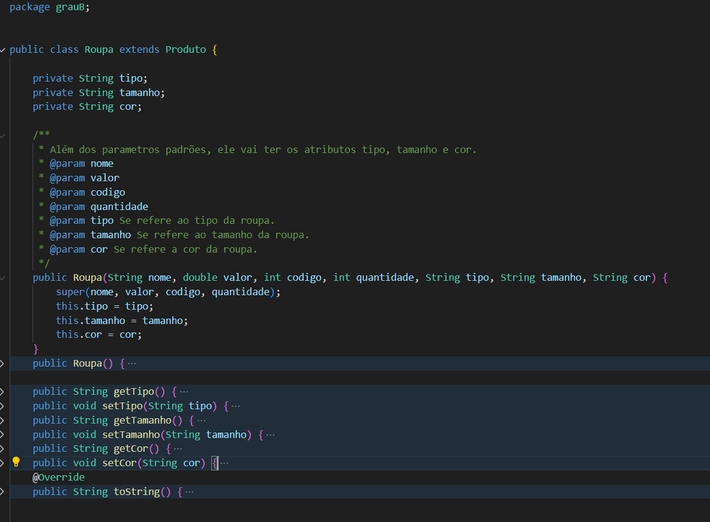 package grauB;
public class Roupa extends Produto {
private String tipo;
private String tamanho;
private String cor;
/**
* Além dos parametros padrões, ele vai ter os atributos tipo, tamanho e cor.
* @param nome
* @param valor
* @param codigo
* @param quantidade
* @param tipo Se refere ao tipo da roupa.
* @param tamanho Se refere ao tamanho da roupa.
* @param cor Se refere a cor da roupa.
*/
public Roupa(String nome, double valor, int codigo, int quantidade, String tipo, String tamanho, String cor) {
super(nome, valor, codigo, quantidade);
this.tipo = tipo;
this.tamanho = tamanho;
this.cor = cor;
}
public Roupa() { ···
public String getTipo() { ···
public void setTipo(String tipo) { ···
public String getTamanho() { ···
public void setTamanho(String tamanho) { ···
public String getCor() { ···
public void setCor(String cor) { ···
@Override
public String toString() { ···